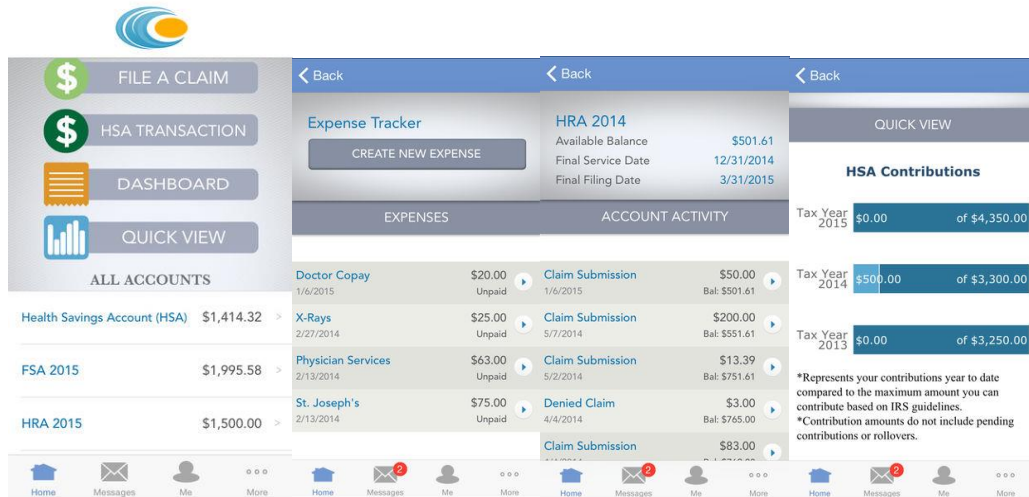 FILE A CLAIM
HSA TRANSACTION
DASHBOARD
QUICK VIEW
ALL ACCOUNTS
Health Savings Account (HSA) $1,414.32
FSA 2015 $1,995.58
HRA 2015 $1,500.00
Home Messages Me More
Back
Expense Tracker
CREATE NEW EXPENSE
EXPENSES
Doctor Copay $20.00
1/6/2015 Unpaid
X-Rays $25.00
2/27/2014 Unpaid
Physician Services $63.00
2/13/2014 Unpaid
St. Joseph's $75.00
2/13/2014 Unpaid
2
Home Messages Me More
Back
HRA 2014
Available Balance $501.61
Final Service Date 12/31/2014
Final Filing Date 3/31/2015
ACCOUNT ACTIVITY
Claim Submission $50.00
1/6/2015 Bal: $501.61
Claim Submission $200.00
5/7/2014 Bal: $551.61
Claim Submission $13.39
5/2/2014 Bal: $751.61
Denied Claim $3.00
4/4/2014 Bal: $765.00
Claim Submission $83.00
2
Home Messages Me More
Back
QUICK VIEW
HSA Contributions
Tax Year
2015 $0.00 of $4,350.00
Tax Year
2014 $500.00 of $3,300.00
Tax Year
2013 $0.00 of $3,250.00
*Represents your contributions year to date
compared to the maximum amount you can
contribute based on IRS guidelines.
*Contribution amounts do not include pending
contributions or rollovers.
2
Home Messages Me More